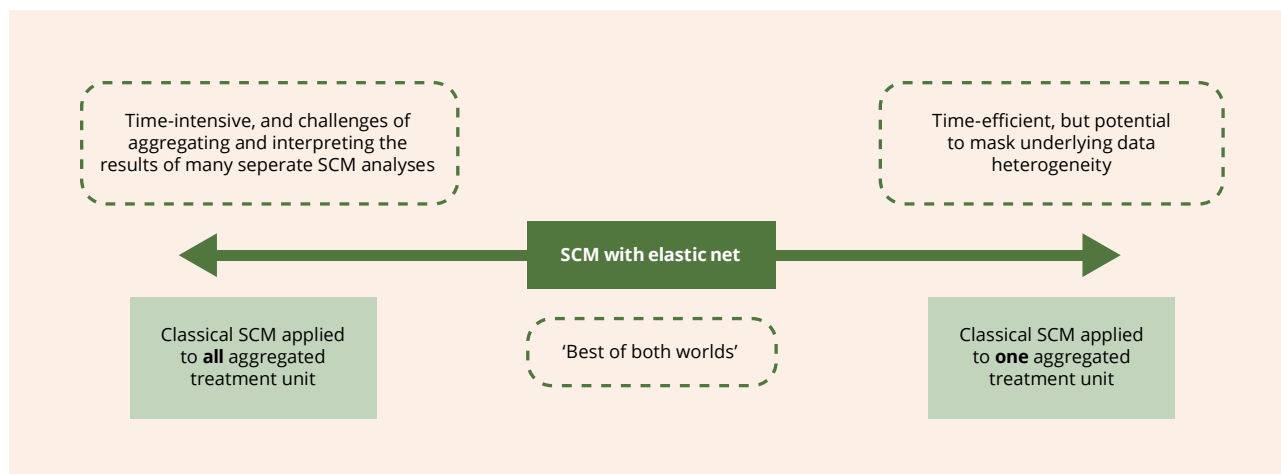 Time-intensive, and challenges of
aggregating and interpreting the
results of many seperate SCM analyses
Time-efficient, but potential
to mask underlying data
heterogeneity
SCM with elastic net
Classical SCM applied
to all aggregated
treatment unit
‘Best of both worlds’
Classical SCM applied
to one aggregated
treatment unit